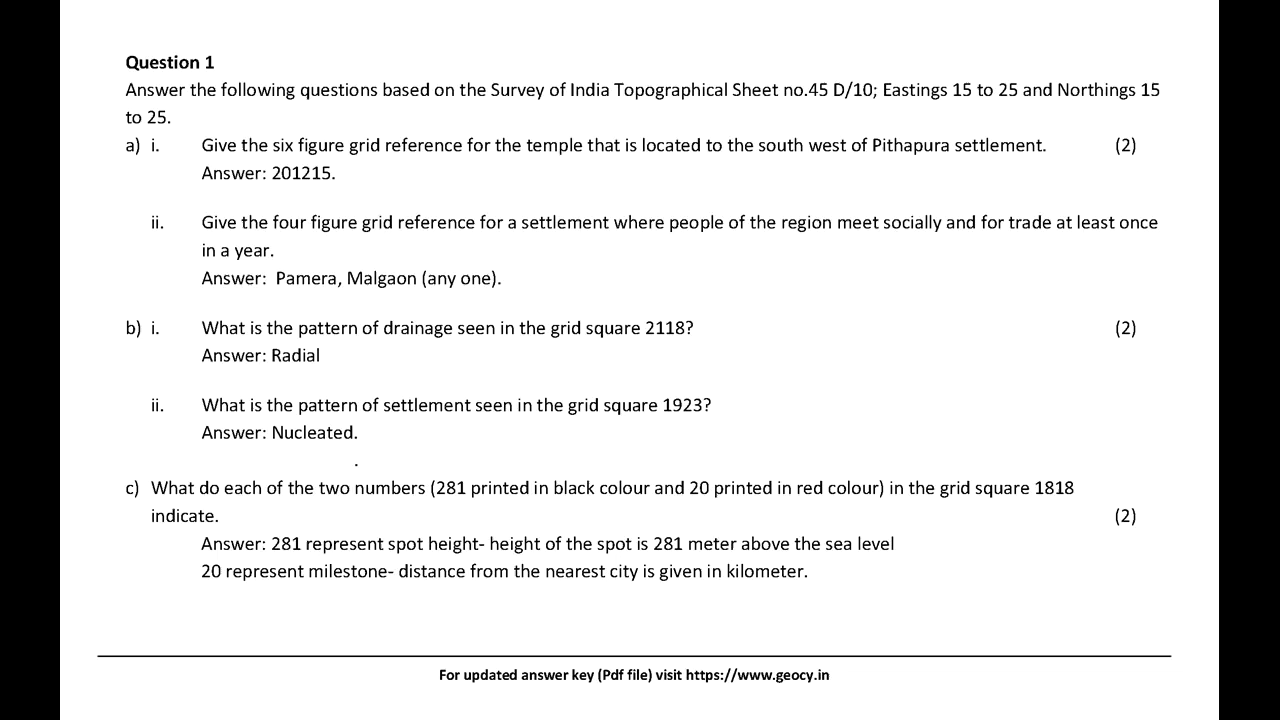 Question 1
Answer the following questions based on the Survey of India Topographical Sheet no.45 D/10; Eastings 15 to 25 and Northings 15
to 25.
a) i. Give the six figure grid reference for the temple that is located to the south west of Pithapura settlement. (2)
Answer: 201215.
ii. Give the four figure grid reference for a settlement where people of the region meet socially and for trade at least once
in a year.
Answer:  Pamera, Malgaon (any one).
b) i. What is the pattern of drainage seen in the grid square 2118? (2)
Answer: Radial
ii. What is the pattern of settlement seen in the grid square 1923?
Answer: Nucleated.
.
c) What do each of the two numbers (281 printed in black colour and 20 printed in red colour) in the grid square 1818
indicate. (2)
Answer: 281 represent spot height- height of the spot is 281 meter above the sea level
20 represent milestone- distance from the nearest city is given in kilometer.
For updated answer key (Pdf file) visit https://www.geocy.in